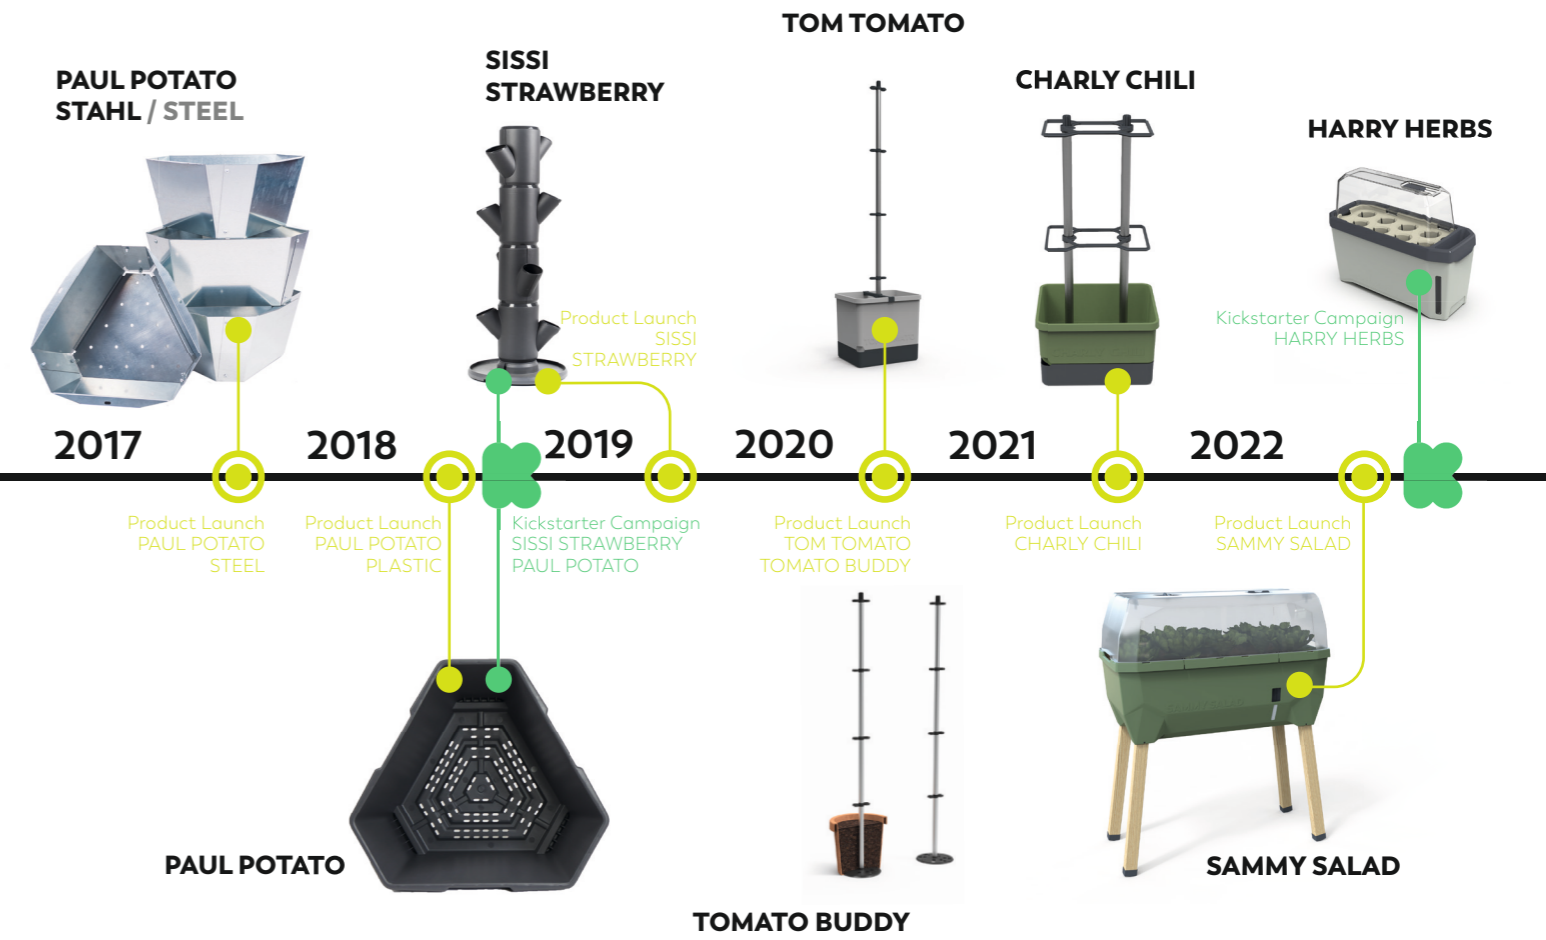 TOM TOMATO
SISSI
STRAWBERRY
PAUL POTATO
STAHL / STEEL
CHARLY CHILI
HARRY HERBS
Product Launch
SISSI
STRAWBERRY
Kickstarter Campaign
HARRY HERBS
2017
2018
2019
2020
2021
2022
Product Launch
PAUL POTATO
STEEL
Product Launch
PAUL POTATO
PLASTIC
Kickstarter Campaign
SISSI STRAWBERRY
PAUL POTATO
Product Launch
TOM TOMATO
TOMATO BUDDY
Product Launch
CHARLY CHILI
Product Launch
SAMMY SALAD
PAUL POTATO
SAMMY SALAD
TOMATO BUDDY